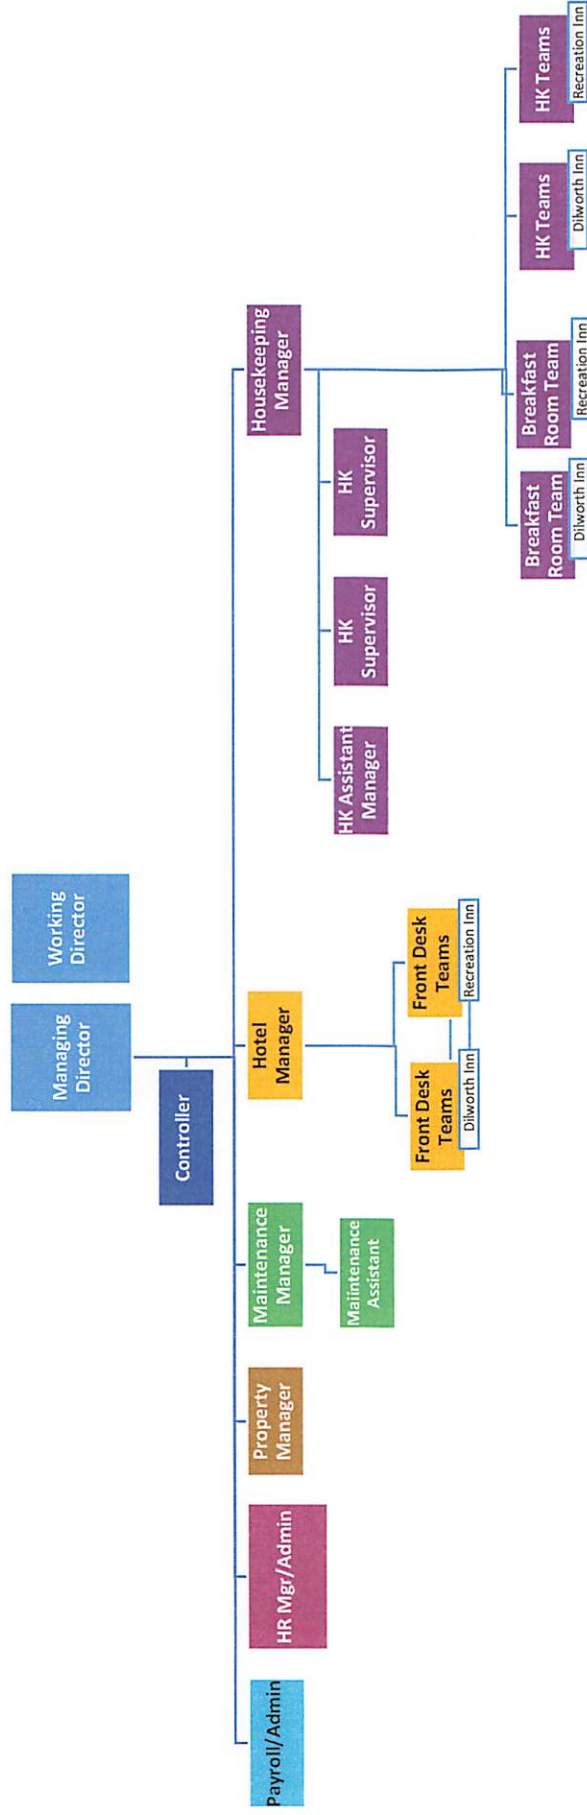 Managing
Director
Working
Director
Controller
Payroll/Admin
HR Mgr/Admin
Property
Manager
Maintenance
Manager
Hotel
Manager
Housekeeping
Manager
Maiintenance
Assistant
Front Desk
Teams
Dilworth Inn
Front Desk
Teams
Recreation Inn
HK Assistant
Manager
HK
Supervisor
HK
Supervisor
Breakfast
Room Team
Dilworth Inn
Breakfast
Room Team
Recreation Inn
HK Teams
Dilworth Inn
HK Teams
Recreation Inn